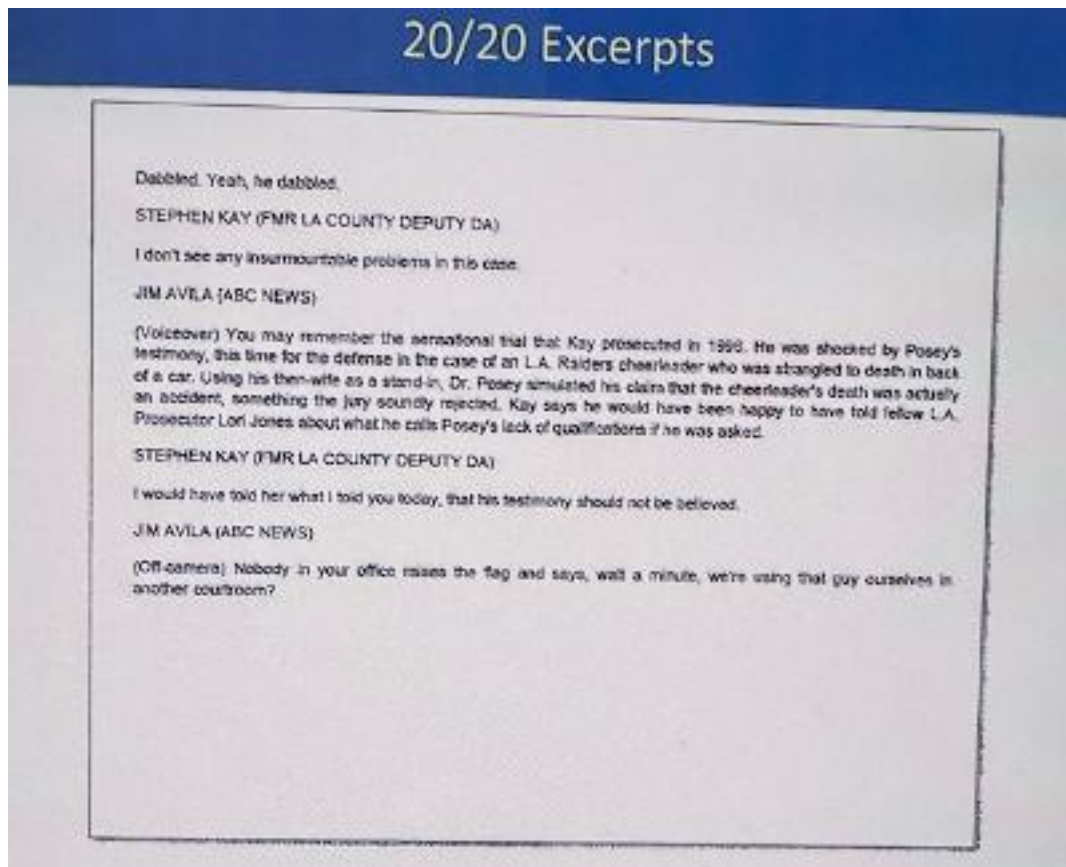 20/20 Excerpts
Dabbled. Yeah, he dabbled.
STEPHEN KAY (FMR LA COUNTY DEPUTY DA)
I don't see any insurmountable problems in this case.
JIM AVILA (ABC NEWS)
(Voiceover) You may remember the sensational trial that Kay prosecuted in He was shocked by Posey's
testimony, this time for the defense in the case of an L.A. Raiders cheerleader who was strangled to death in back
of a car. Using his then-wife as a stand-in, Dr. Posey simulated his claim that the cheerleader's death was actually
an accident, something the jury soundly rejected. Kay says he would have been happy to have told fellow L.A.
Prosecutor Lori Jones about what he calls Posey's lack of qualifications if he was asked.
STEPHEN KAY (FMR LA COUNTY DEPUTY DA)
I would have told her what I told you today, that his testimony should not be believed.
JIM AVILA (ABC NEWS)
(Off-camera) Nobody in your office raises the flag and says, wait a minute, we're using that guy ourselves in
another courtroom?